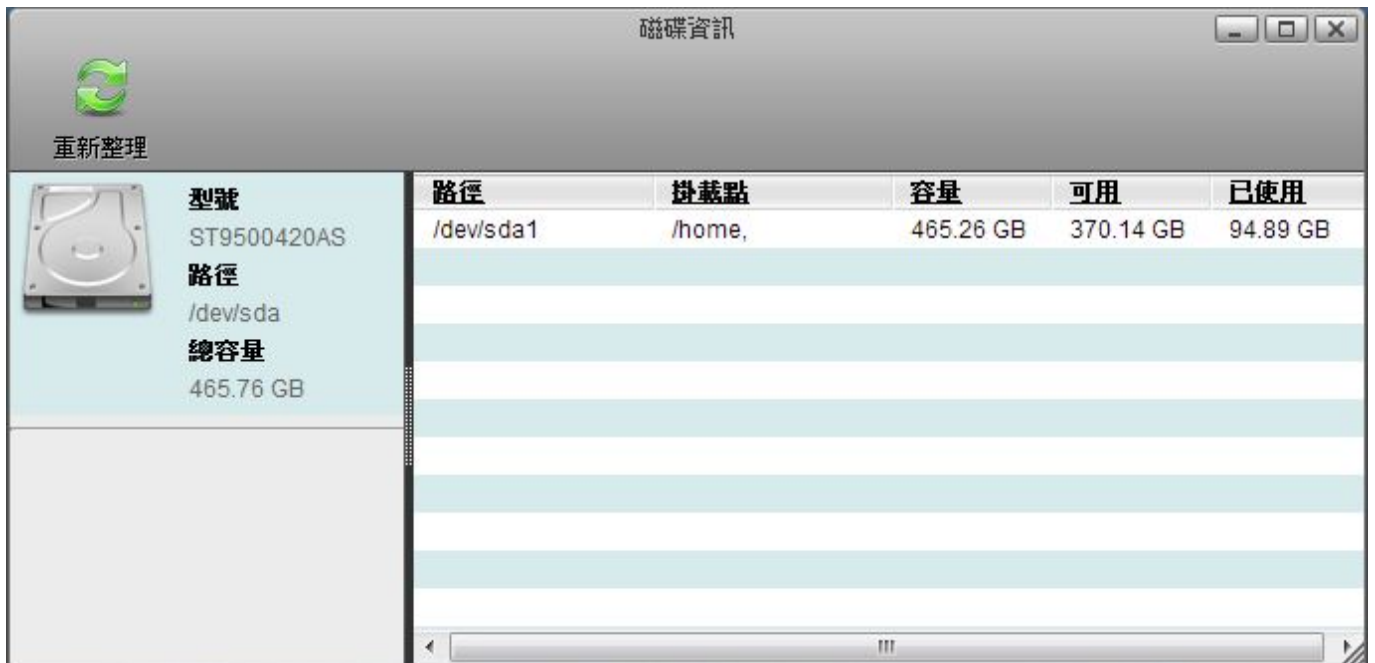 磁碟資訊
重新整理
型號
ST9500420AS
路徑
/dev/sda
總容量
465.76 GB
路徑 掛載點 容量 可用 已使用
/dev/sda1 /home, 465.26 GB 370.14 GB 94.89 GB